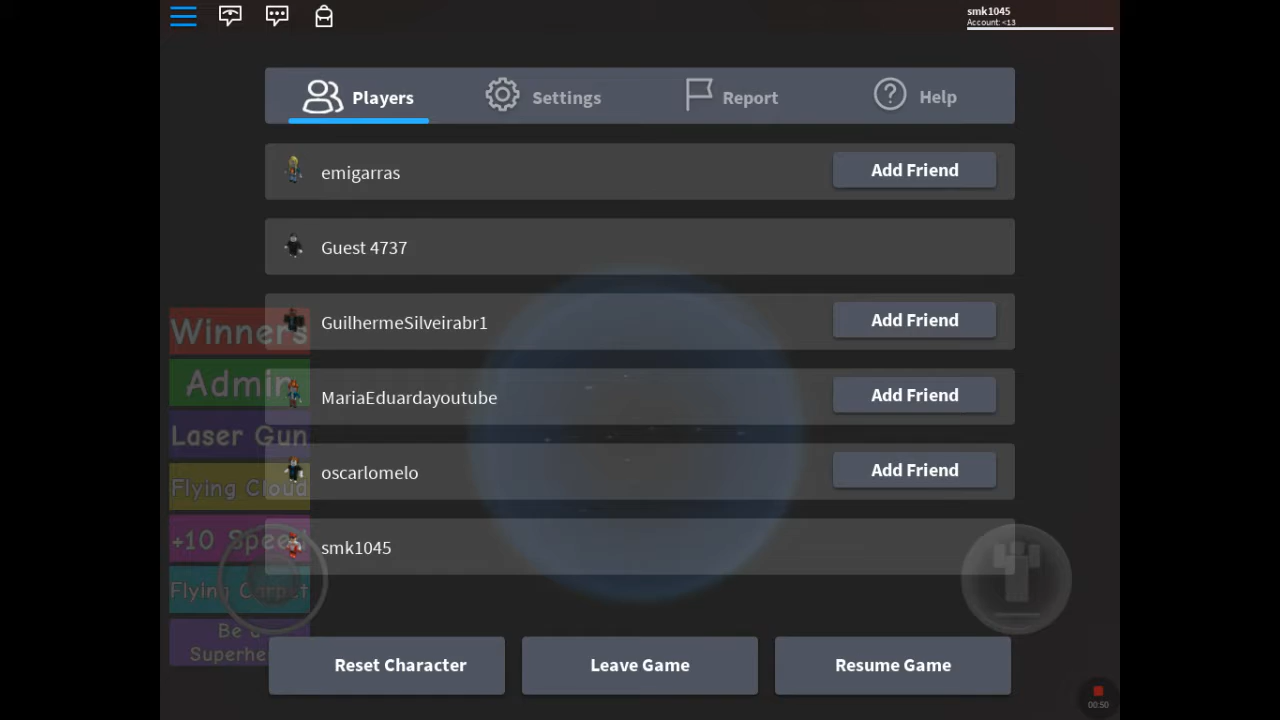 smk1045
Account: <13
Players
Settings
Report
Help
emigarras
Add Friend
Guest 4737
GuilhermeSilveirabr1
Add Friend
MariaEduardayoutube
Add Friend
oscarlomelo
Add Friend
smk1045
Winners
Admin
Laser Gun
Flying Cloud
+10 Speed
Flying Carpet
Be a
Superhe
Reset Character
Leave Game
Resume Game
00:50